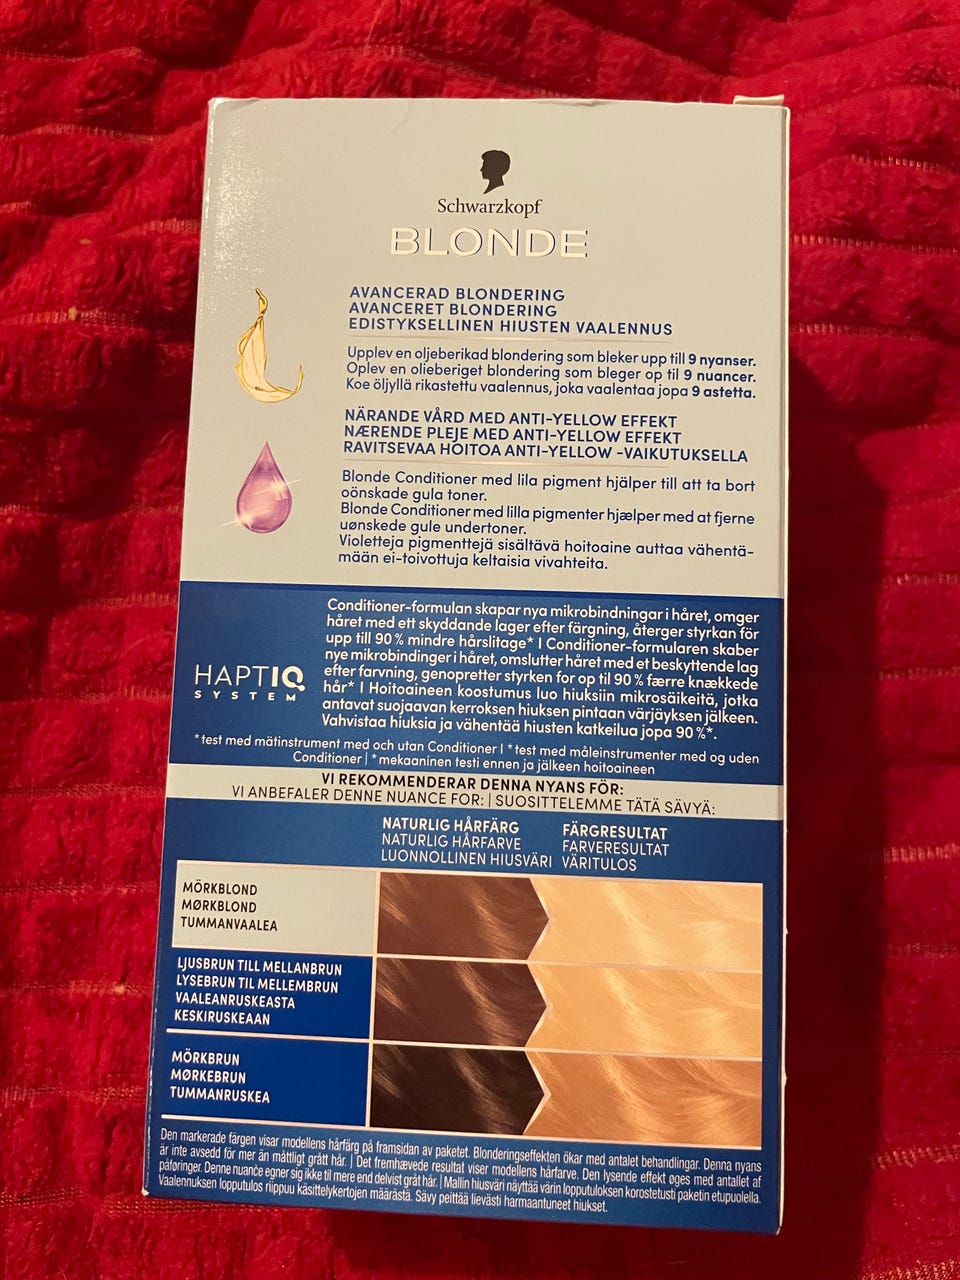 Schwarzkopf
BLONDE
AVANCERAD BLONDERING
AVANCERET BLONDERING
EDISTYKSELLINEN HIUSTEN VAALENNUS
Upplev en oljeberikad blondering som bleker upp till 9 nyanser.
Oplev en olieberiget blondering som bleger op til 9 nuancer.
Koe öljyllä rikastettu vaalennus, joka vaalentaa jopa 9 astetta.
NÄRANDE VÅRD MED ANTI-YELLOW EFFEKT
NÆRENDE PLEJE MED ANTI-YELLOW EFFEKT
RAVITSEVAA HOITOA ANTI-YELLOW -VAIKUTUKSELLA
Blonde Conditioner med lila pigment hjälper till att ta bort
oönskade gula toner.
Blonde Conditioner med lilla pigmenter hjælper med at fjerne
uønskede gule undertoner.
Violetteja pigmenttejä sisältävä hoitoaine auttaa vähentä-
mään ei-toivottuja keltaisia vivahteita.
HAPTIQ
SYSTEM
Conditioner-formulan skapar nya mikrobindningar i håret, omger
håret med ett skyddande lager efter färgning, återger styrkan för
upp till 90 % mindre hårslitage* | Conditioner-formularen skaber
nye mikrobindinger i håret, omslutter håret med et beskyttende lag
efter farvning, genopretter styrken for op til 90 % færre knækkede
hår* | Hoitoaineen koostumus luo hiuksiin mikrosäikeitä, jotka
antavat suojaavan kerroksen hiuksen pintaan värjäyksen jälkeen.
Vahvistaa hiuksia ja vähentää hiusten katkeilua jopa 90 %*.
*test med mätinstrument med och utan Conditioner | *test med måleinstrumenter med og uden
Conditioner | *mekaaninen testi ennen ja jälkeen hoitoaineen
VI REKOMMENDERAR DENNA NYANS FÖR:
VI ANBEFALER DENNE NUANCE FOR: | SUOSITTELEMME TÄTÄ SÄVYÄ:
NATURLIG HÅRFÄRG
NATURLIG HÅRFARVE
LUONNOLLINEN HIUSVÄRI
FÄRGRESULTAT
FARVERESULTAT
VÄRITULOS
MÖRKBLOND
MØRKBLOND
TUMMANVAALEA
LJUSBRUN TILL MELLANBRUN
LYSEBRUN TIL MELLEMBRUN
VAALEANRUSKEASTA
KESKIRUSKEAAN
MÖRKBRUN
MØRKEBRUN
TUMMANRUSKEA
Den markerade färgen visar modellens hårfärg på framsidan av paketet. Blonderingseffekten ökar med antalet behandlingar. Denna nyans
är inte avsedd för mer än måttligt grått hår. | Det fremhævede resultat viser modellens hårfarve. Den lysende effekt øges med antallet af
påføringer. Denne nuance egner sig ikke til mere end delvist gråt hår. | Mallin hiusväri näyttää värin lopputuloksen korostetusti paketin etupuolella.
Vaalennuksen lopputulos riippuu käsittelykertojen määrästä. Sävy peittää lievästi harmaantuneet hiukset.